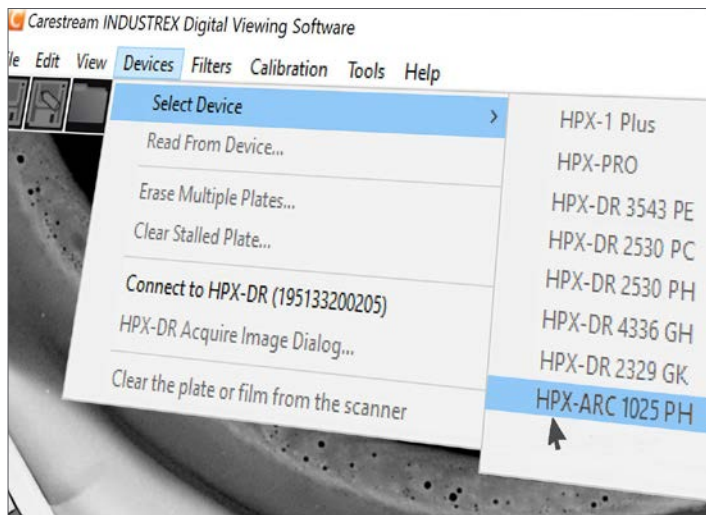 Carestream INDUSTREX Digital Viewing Software
le Edit View Devices Filters Calibration Tools Help
Select Device >
Read From Device...
Erase Multiple Plates...
Clear Stalled Plate...
Connect to HPX-DR (195133200205)
HPX-DR Acquire Image Dialog...
Clear the plate or film from the scanner
HPX-1 Plus
HPX-PRO
HPX-DR 3543 PE
HPX-DR 2530 PC
HPX-DR 2530 PH
HPX-DR 4336 GH
HPX-DR 2329 GK
HPX-ARC 1025 PH